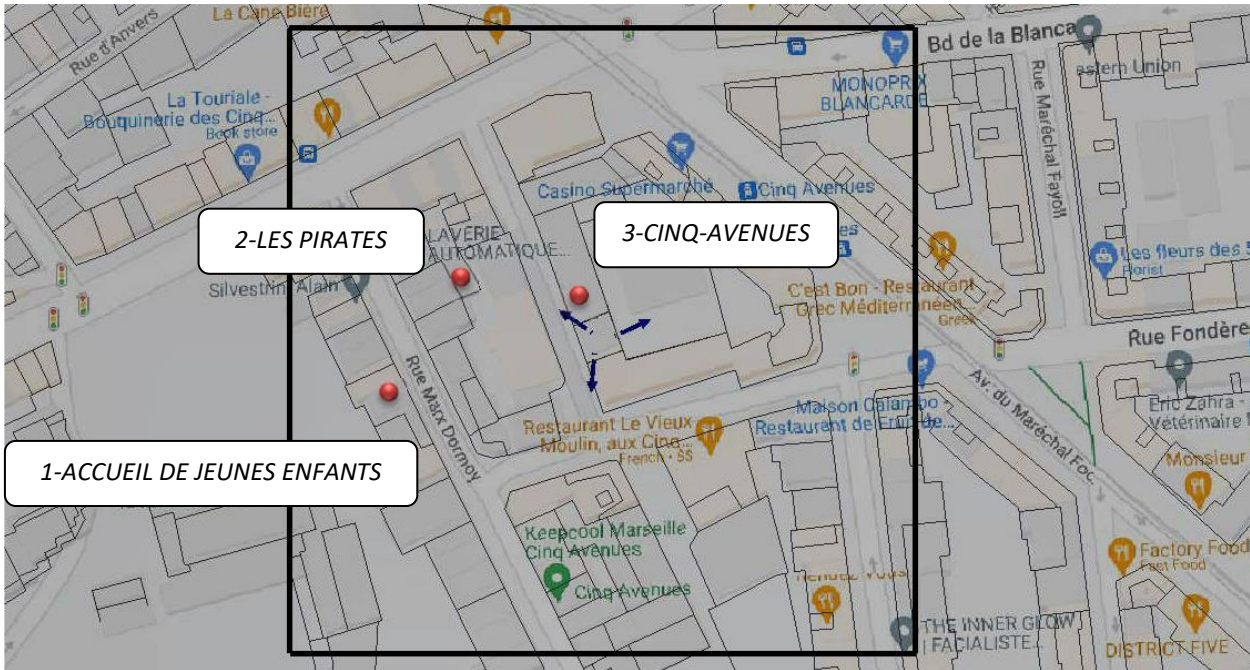 La Cane Bière
Rue d'Anvers
Bd de la Blanca
estern Union
MONOPRIX
BLANCARDE
La Touriale -
Bouquinerie des Cinq...
Book store
Rue Maréchal Fayoll
Casino Supermarché
Cinq Avenues
2-LES PIRATES
LAVERIE
AUTOMATIQUE...
3-CINQ-AVENUES
es
Silvestrin Alain
Les fleurs des 5
Florist
C'est Bon - Restaurant
Grec Méditerranéen...
Greek
Rue Fondère
Rue Marx Dormoy
Av. du Maréchal Foc.
Restaurant Le Vieux
Moulin, aux Cinq...
French • $$
Maison Calambo -
Restaurant de Fruit de...
Eric Zahra -
Vétérinaire
Monsieur
1-ACCUEIL DE JEUNES ENFANTS
Keepcool Marseille
Cinq Avenues
Cinq Avenues
Factory Food
Fast Food
THE INNER GLOW
| FACIALISTE...
DISTRICT FIVE